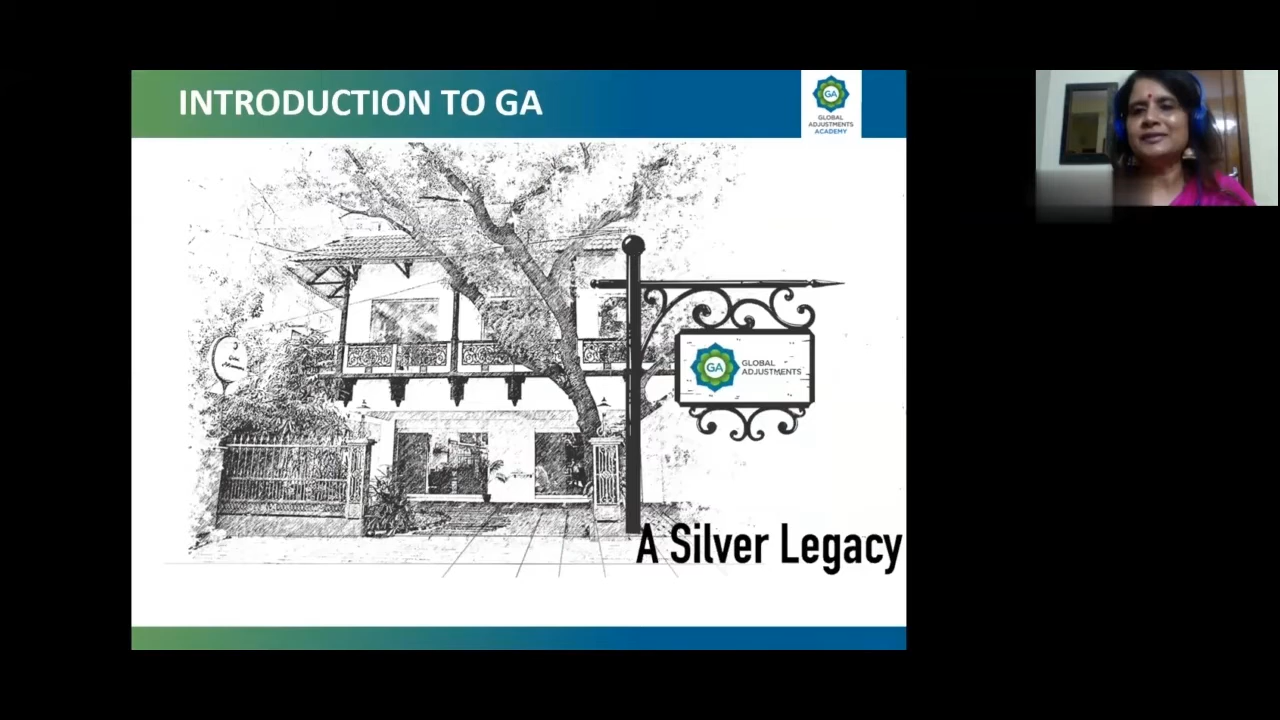 INTRODUCTION TO GA
GA
GLOBAL
ADJUSTMENTS
ACADEMY
GA
GLOBAL
ADJUSTMENTS
A Silver Legacy